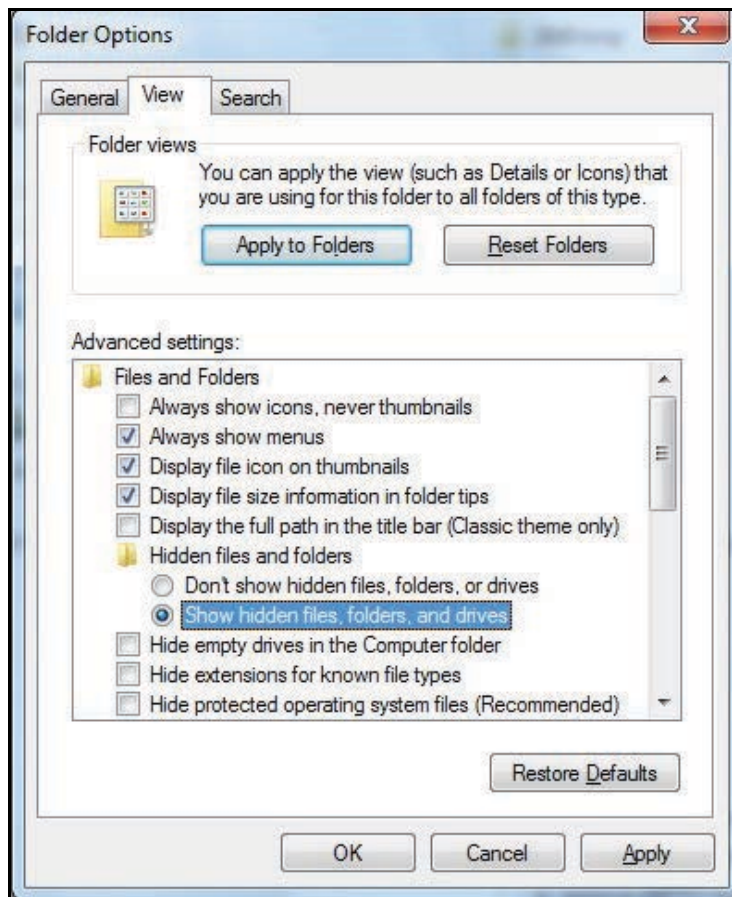 Folder Options
General View Search
Folder views
You can apply the view (such as Details or Icons) that
you are using for this folder to all folders of this type.
Apply to Folders Reset Folders
Advanced settings:
Files and Folders
Always show icons, never thumbnails
Always show menus
Display file icon on thumbnails
Display file size information in folder tips
Display the full path in the title bar (Classic theme only)
Hidden files and folders
Don't show hidden files, folders, or drives
Show hidden files, folders, and drives
Hide empty drives in the Computer folder
Hide extensions for known file types
Hide protected operating system files (Recommended)
Restore Defaults
OK Cancel Apply